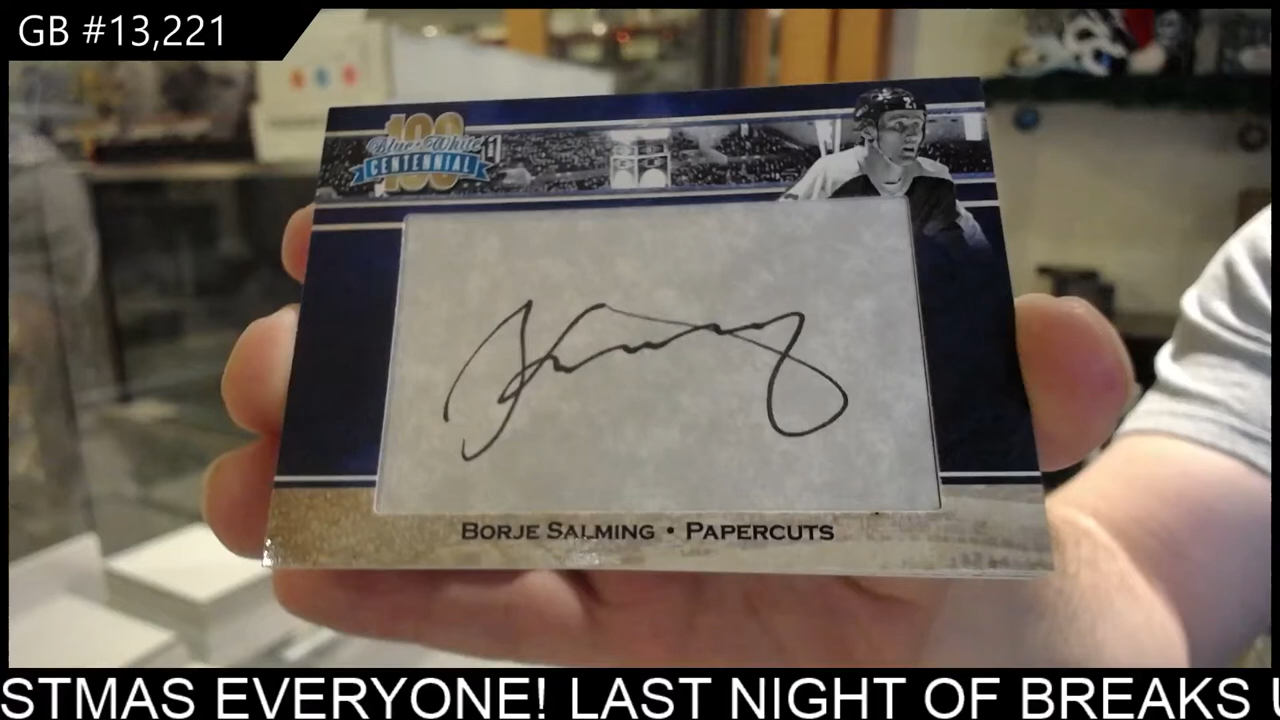 GB #13,221
100
Blue & White
CENTENNIAL
BORJE SALMING • PAPERCUTS
STMAS EVERYONE! LAST NIGHT OF BREAKS U